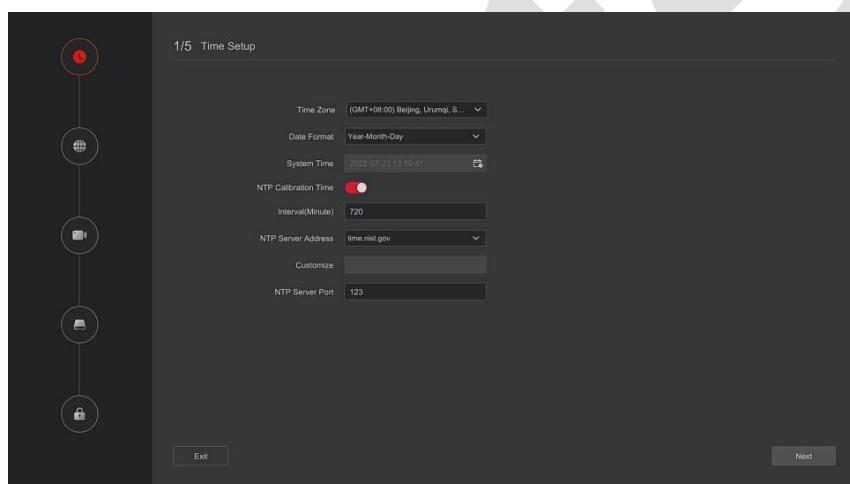 1/5 Time Setup
Time Zone (GMT+08:00) Beijing, Urumqi, S...
Date Format Year-Month-Day
System Time 2022-07-23 13:59:41
NTP Calibration Time
Interval(Minute) 720
NTP Server Address time.nist.gov
Customize
NTP Server Port 123
Exit Next